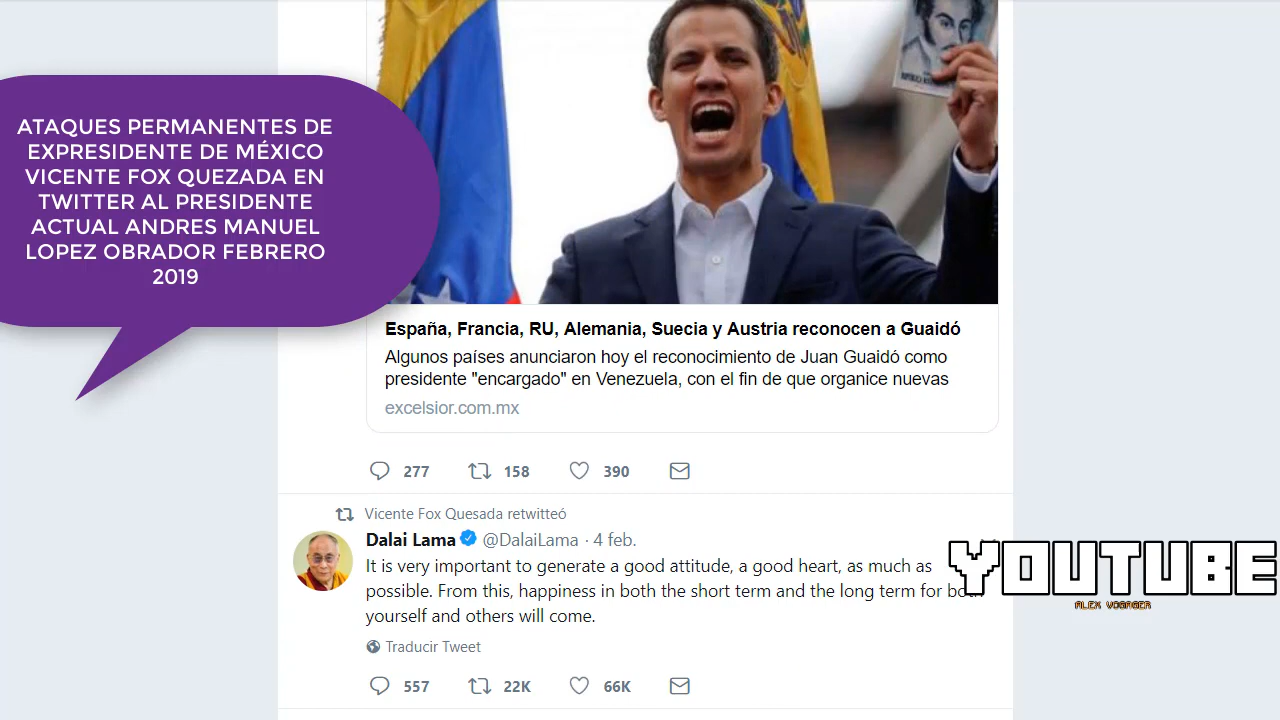 ATAQUES PERMANENTES DE
EXPRESIDENTE DE MÉXICO
VICENTE FOX QUEZADA EN
TWITTER AL PRESIDENTE
ACTUAL ANDRES MANUEL
LOPEZ OBRADOR FEBRERO
2019
España, Francia, RU, Alemania, Suecia y Austria reconocen a Guaidó
Algunos países anunciaron hoy el reconocimiento de Juan Guaidó como
presidente "encargado" en Venezuela, con el fin de que organice nuevas
excelsior.com.mx
277 158 390
Vicente Fox Quesada retwitteó
Dalai Lama @DalaiLama · 4 feb.
It is very important to generate a good attitude, a good heart, as much as
possible. From this, happiness in both the short term and the long term for both
yourself and others will come.
Traducir Tweet
557 22K 66K
YOUTUBE
ALEX VOGAGER